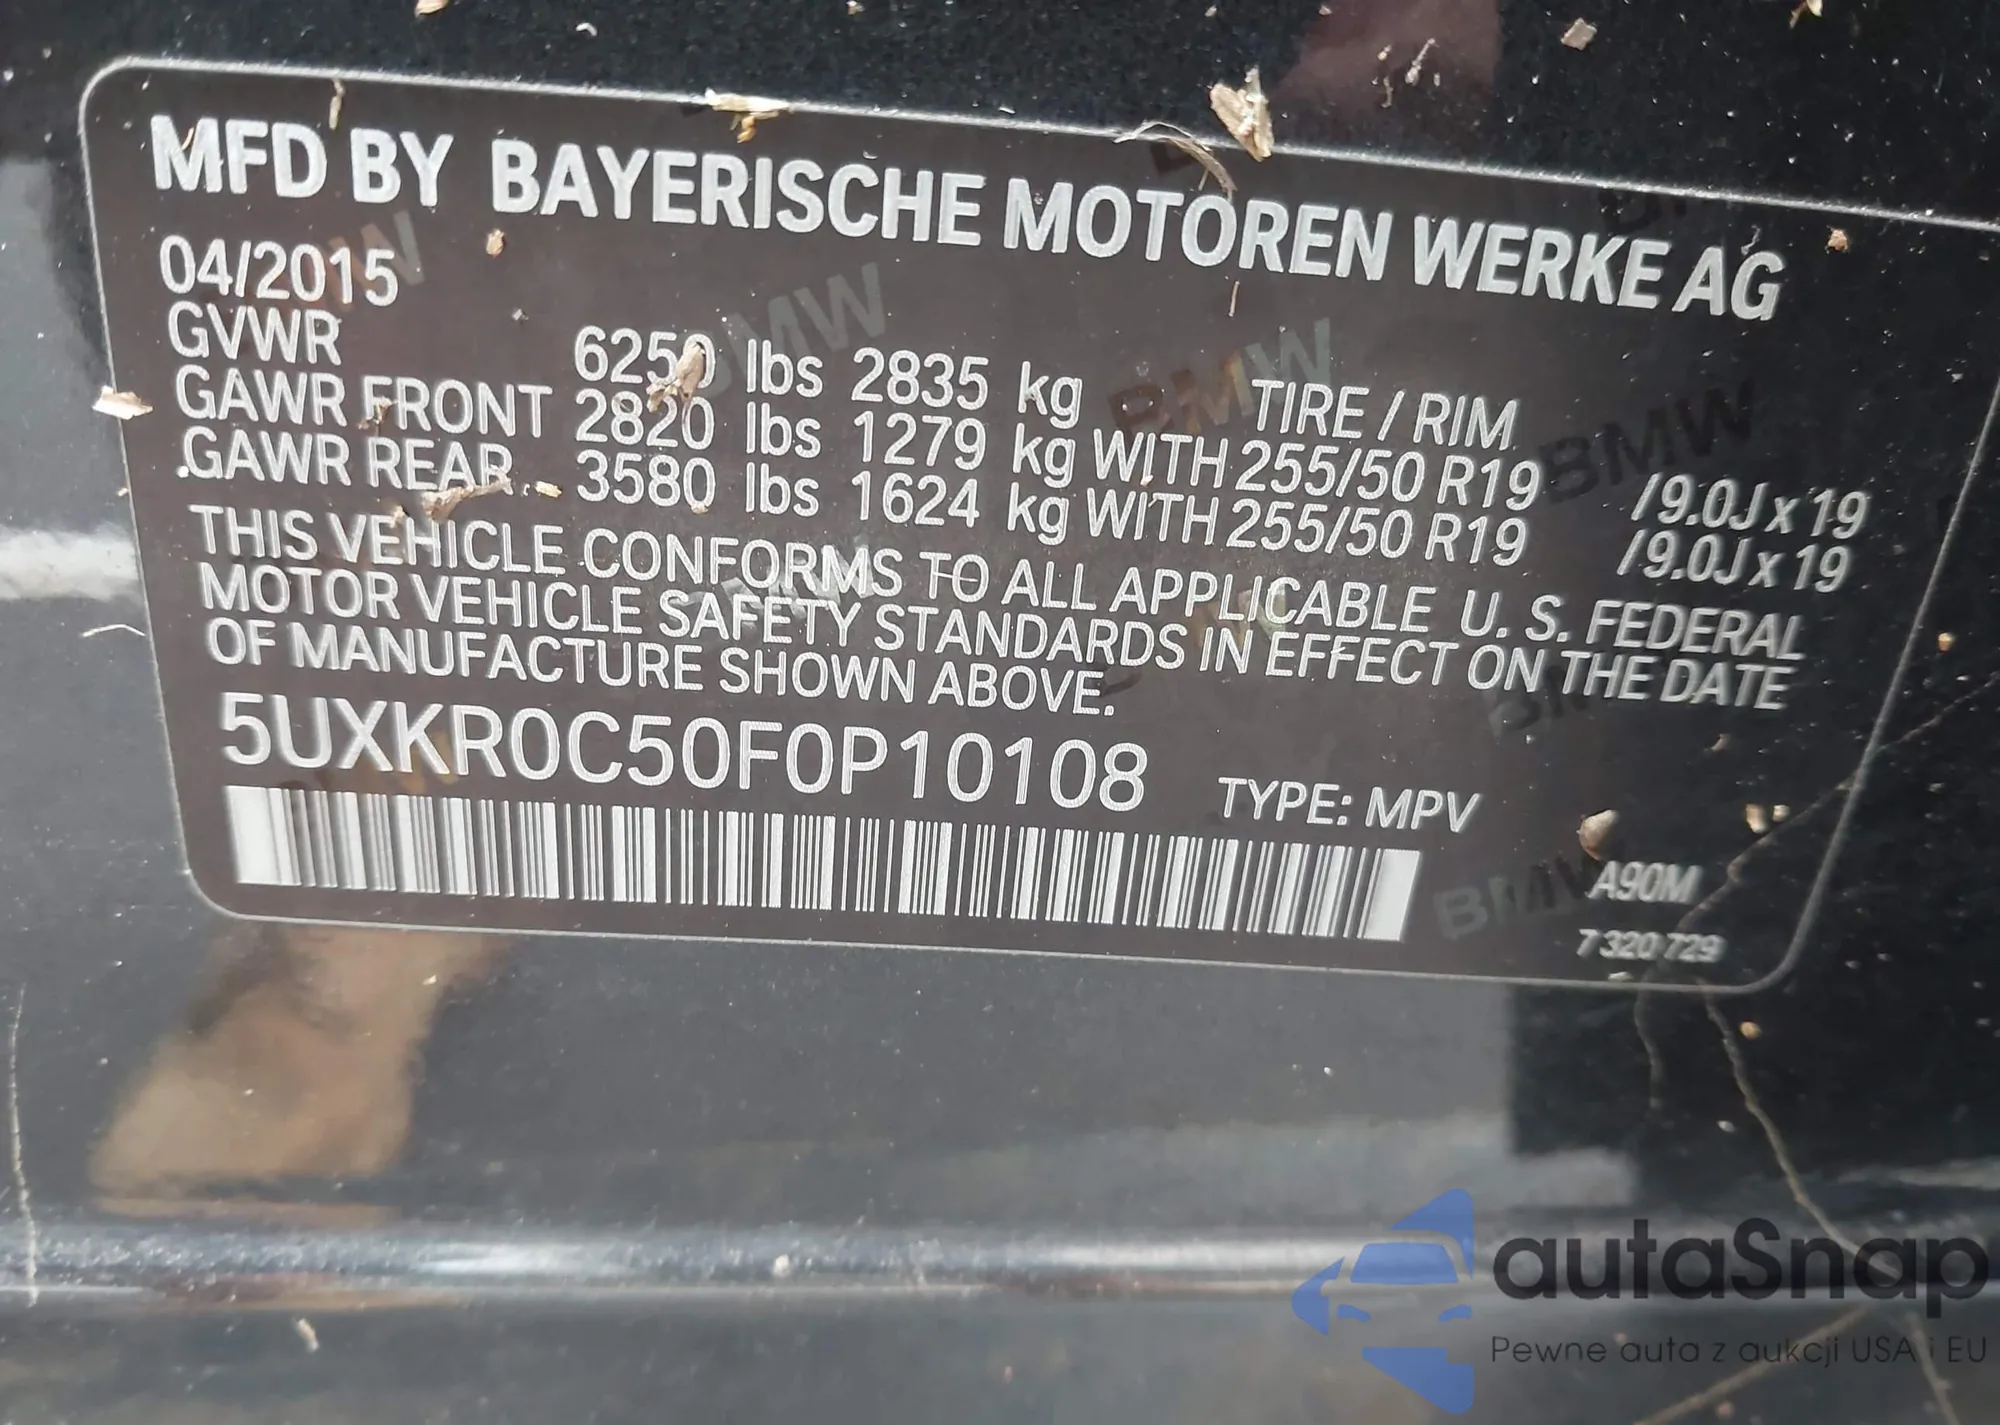 MFD BY BAYERISCHE MOTOREN WERKE AG
04/2015
GVWR 6250 lbs 2835 kg TIRE / RIM
GAWR FRONT 2820 lbs 1279 kg WITH 255/50 R19 /9.0J x 19
GAWR REAR 3580 lbs 1624 kg WITH 255/50 R19 /9.0J x 19
THIS VEHICLE CONFORMS TO ALL APPLICABLE U. S. FEDERAL
MOTOR VEHICLE SAFETY STANDARDS IN EFFECT ON THE DATE
OF MANUFACTURE SHOWN ABOVE.
5UXKR0C50F0P10108 TYPE: MPV
A90M
7 320 729
autaSnap
Pewne auta z aukcji USA i EU